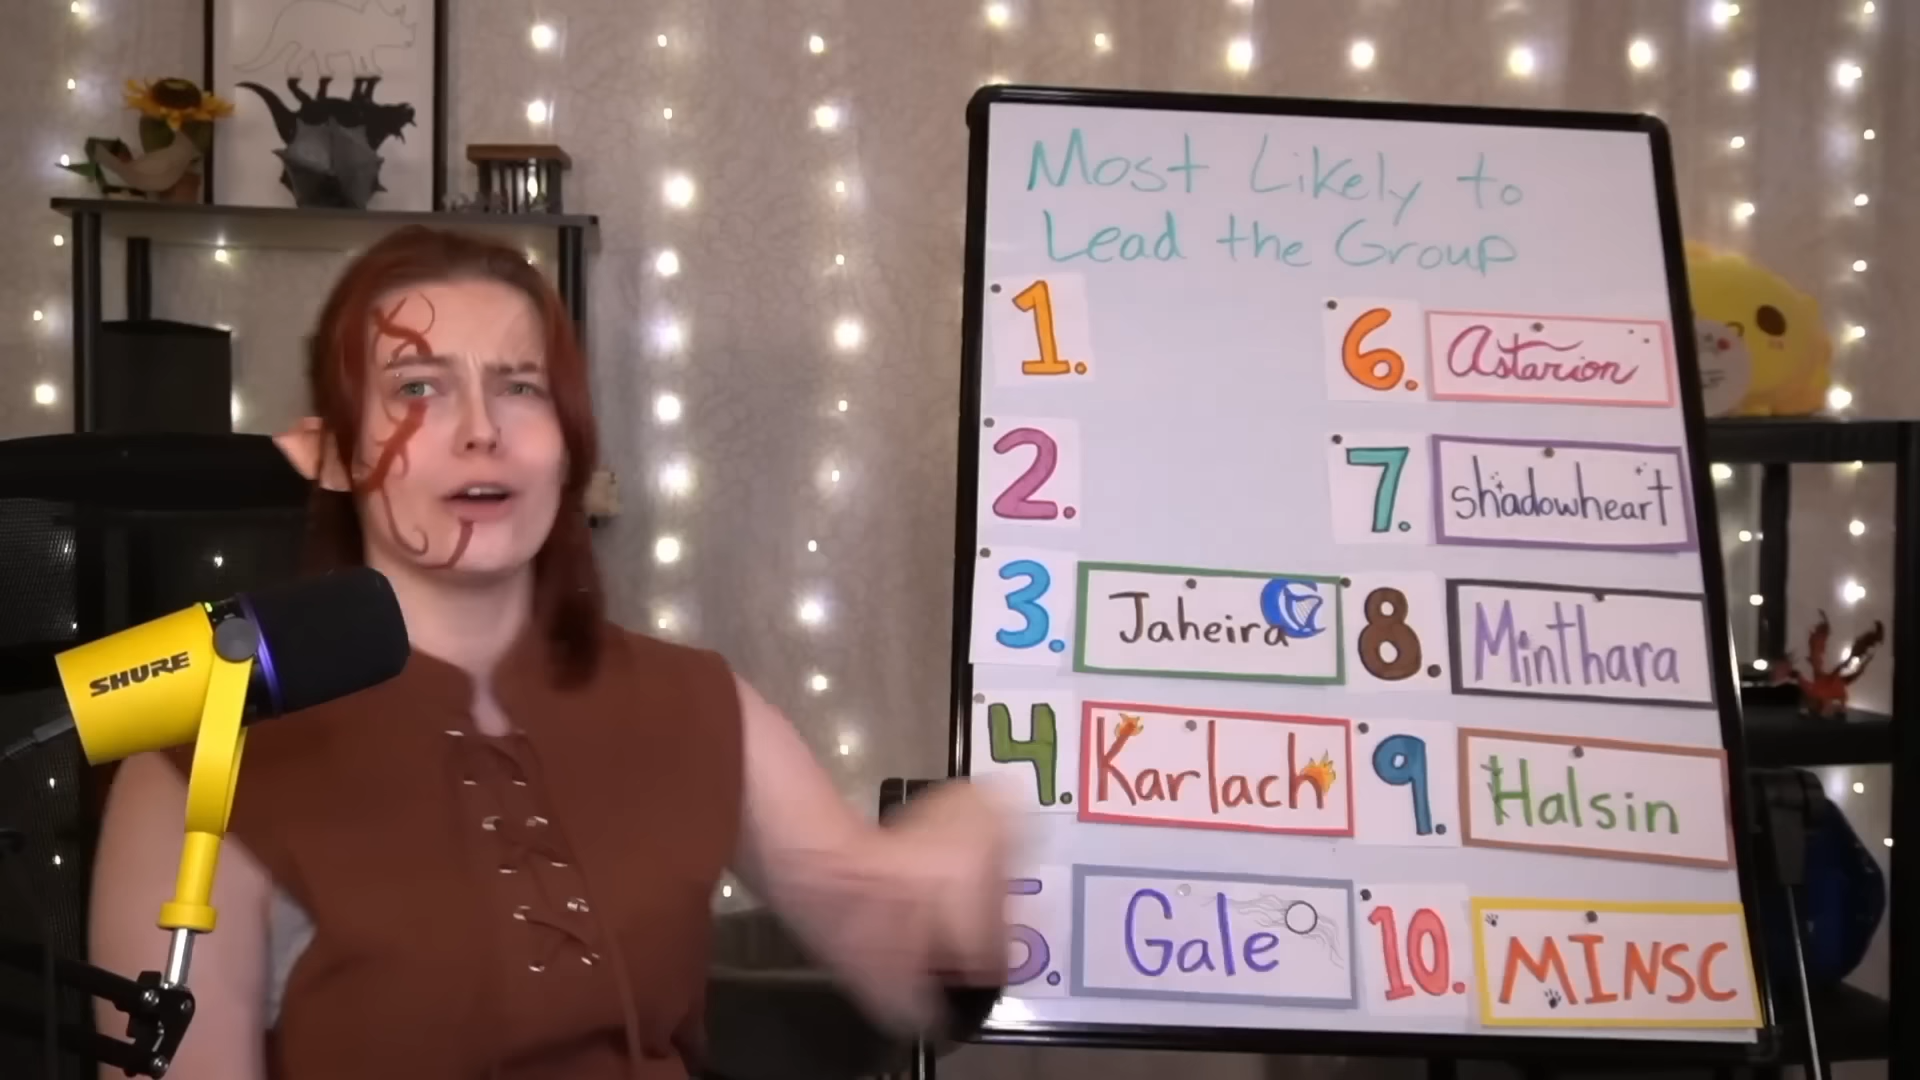 Most Likely to
Lead the Group
1.
2.
3. Jaheira
4. Karlach
5. Gale
6. Astarion
7. Shadowheart
8. Minthara
9. Halsin
10. MINSC
SHURE